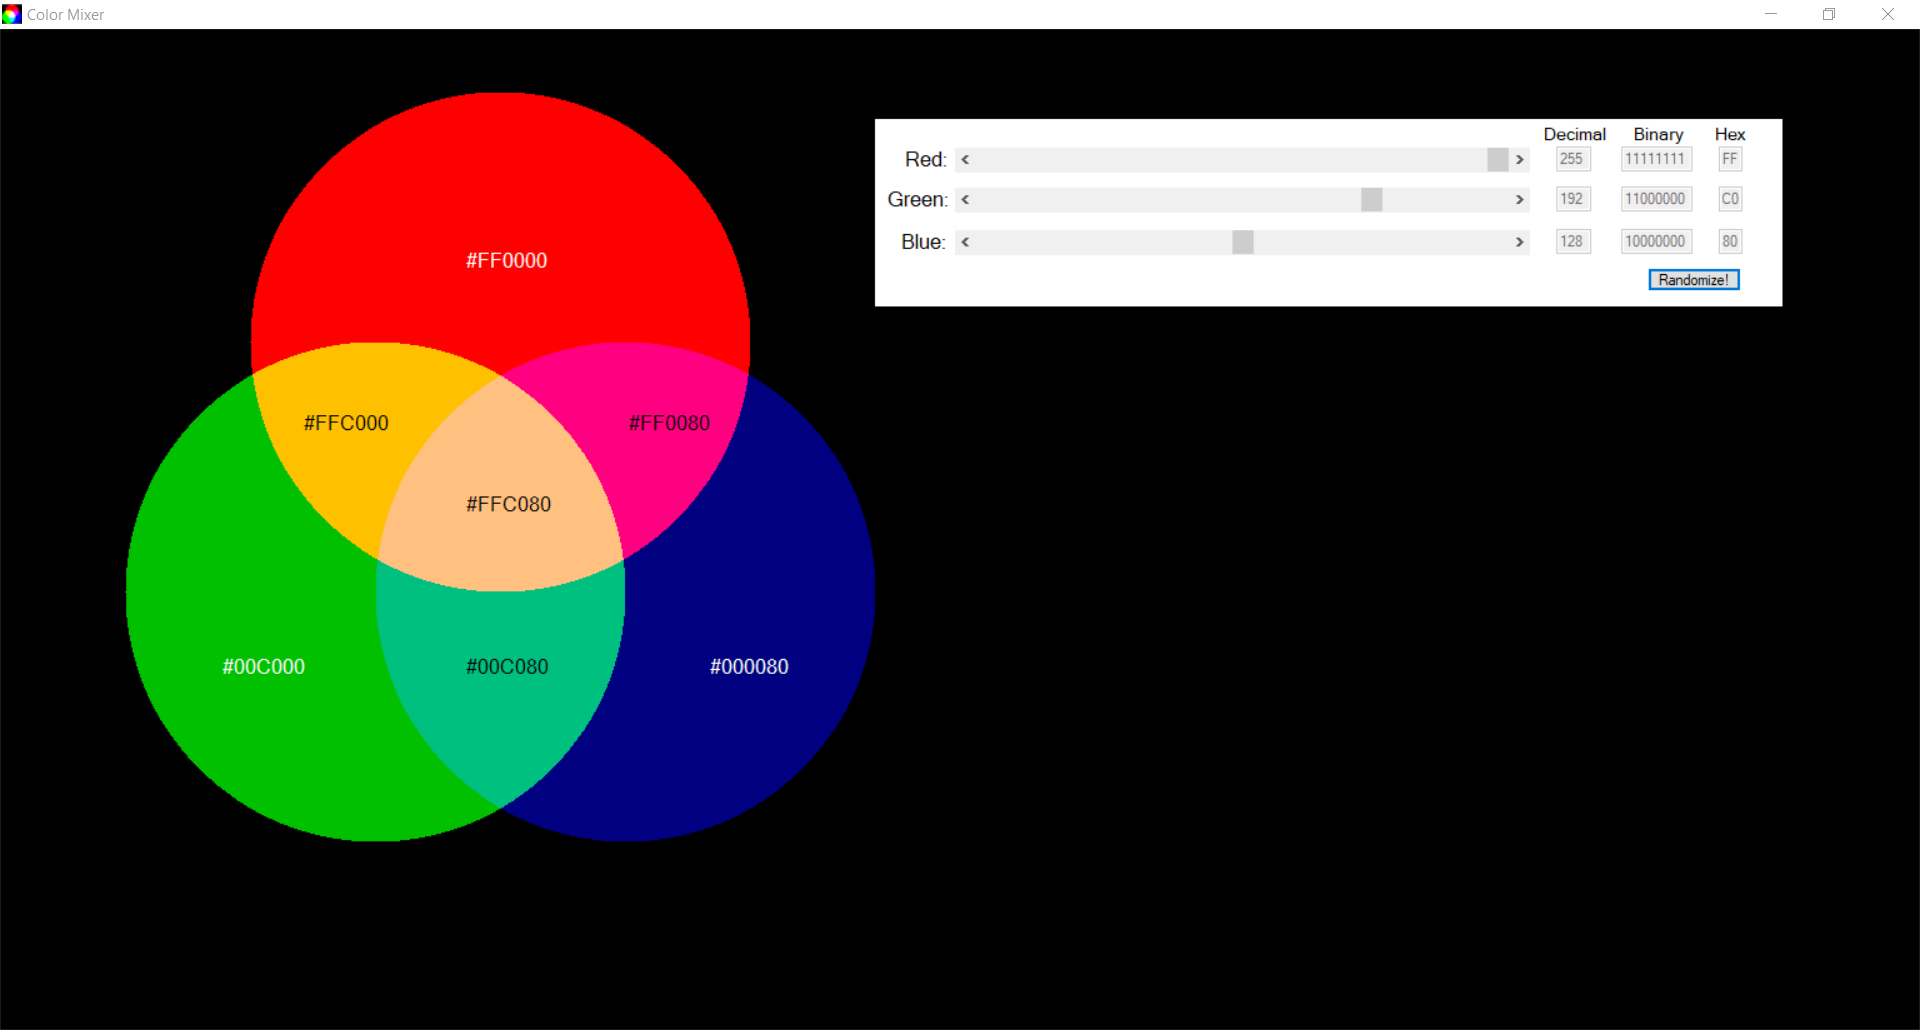 Color Mixer
Decimal Binary Hex
Red: 255 11111111 FF
Green: 192 11000000 C0
Blue: 128 10000000 80
Randomize!
#FF0000
#FFC000 #FF0080
#FFC080
#00C000 #00C080 #000080